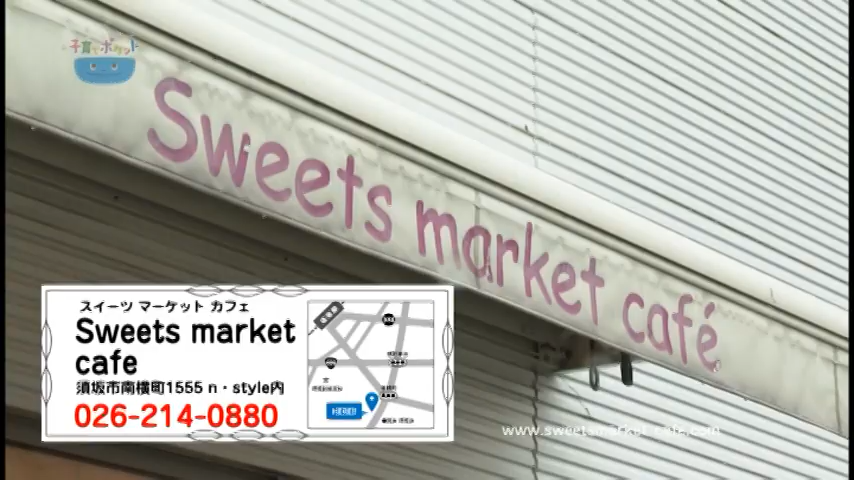 子育てポケット
Sweets market café
スイーツ マーケット カフェ
Sweets market
cafe
須坂市南横町1555 n・style内
026-214-0880
www.sweetsmarket-cafe.com